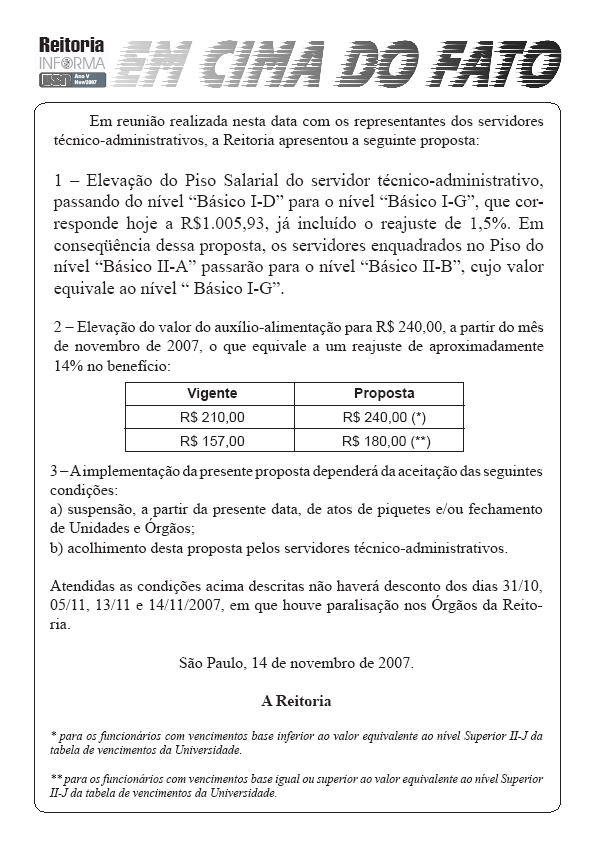 Reitoria
INFORMA
USP Ano V
Nov/2007
EM CIMA DO FATO
Em reunião realizada nesta data com os representantes dos servidores
técnico-administrativos, a Reitoria apresentou a seguinte proposta:
1 – Elevação do Piso Salarial do servidor técnico-administrativo,
passando do nível “Básico I-D” para o nível “Básico I-G”, que cor-
responde hoje a R$1.005,93, já incluído o reajuste de 1,5%. Em
conseqüência dessa proposta, os servidores enquadrados no Piso do
nível “Básico II-A” passarão para o nível “Básico II-B”, cujo valor
equivale ao nível “ Básico I-G”.
2 – Elevação do valor do auxílio-alimentação para R$ 240,00, a partir do mês
de novembro de 2007, o que equivale a um reajuste de aproximadamente
14% no benefício:
Vigente Proposta
R$ 210,00 R$ 240,00 (*)
R$ 157,00 R$ 180,00 (**)
3 – A implementação da presente proposta dependerá da aceitação das seguintes
condições:
a) suspensão, a partir da presente data, de atos de piquetes e/ou fechamento
de Unidades e Órgãos;
b) acolhimento desta proposta pelos servidores técnico-administrativos.
Atendidas as condições acima descritas não haverá desconto dos dias 31/10,
05/11, 13/11 e 14/11/2007, em que houve paralisação nos Órgãos da Reito-
ria.
São Paulo, 14 de novembro de 2007.
A Reitoria
* para os funcionários com vencimentos base inferior ao valor equivalente ao nível Superior II-J da
tabela de vencimentos da Universidade.
** para os funcionários com vencimentos base igual ou superior ao valor equivalente ao nível Superior
II-J da tabela de vencimentos da Universidade.